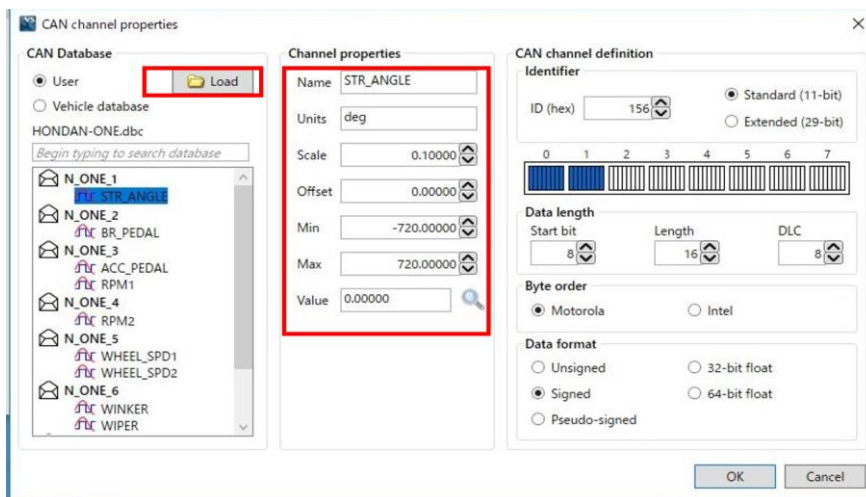 CAN channel properties
CAN Database
User
Load
Vehicle database
HONDAN-ONE.dbc
Begin typing to search database
N_ONE_1
STR_ANGLE
N_ONE_2
BR_PEDAL
N_ONE_3
ACC_PEDAL
RPM1
N_ONE_4
RPM2
N_ONE_5
WHEEL_SPD1
WHEEL_SPD2
N_ONE_6
WINKER
WIPER
Channel properties
Name STR_ANGLE
Units deg
Scale 0.10000
Offset 0.00000
Min -720.00000
Max 720.00000
Value 0.00000
CAN channel definition
Identifier
ID (hex) 156
Standard (11-bit)
Extended (29-bit)
0 1 2 3 4 5 6 7
Data length
Start bit Length DLC
8 16 8
Byte order
Motorola Intel
Data format
Unsigned 32-bit float
Signed 64-bit float
Pseudo-signed
OK Cancel